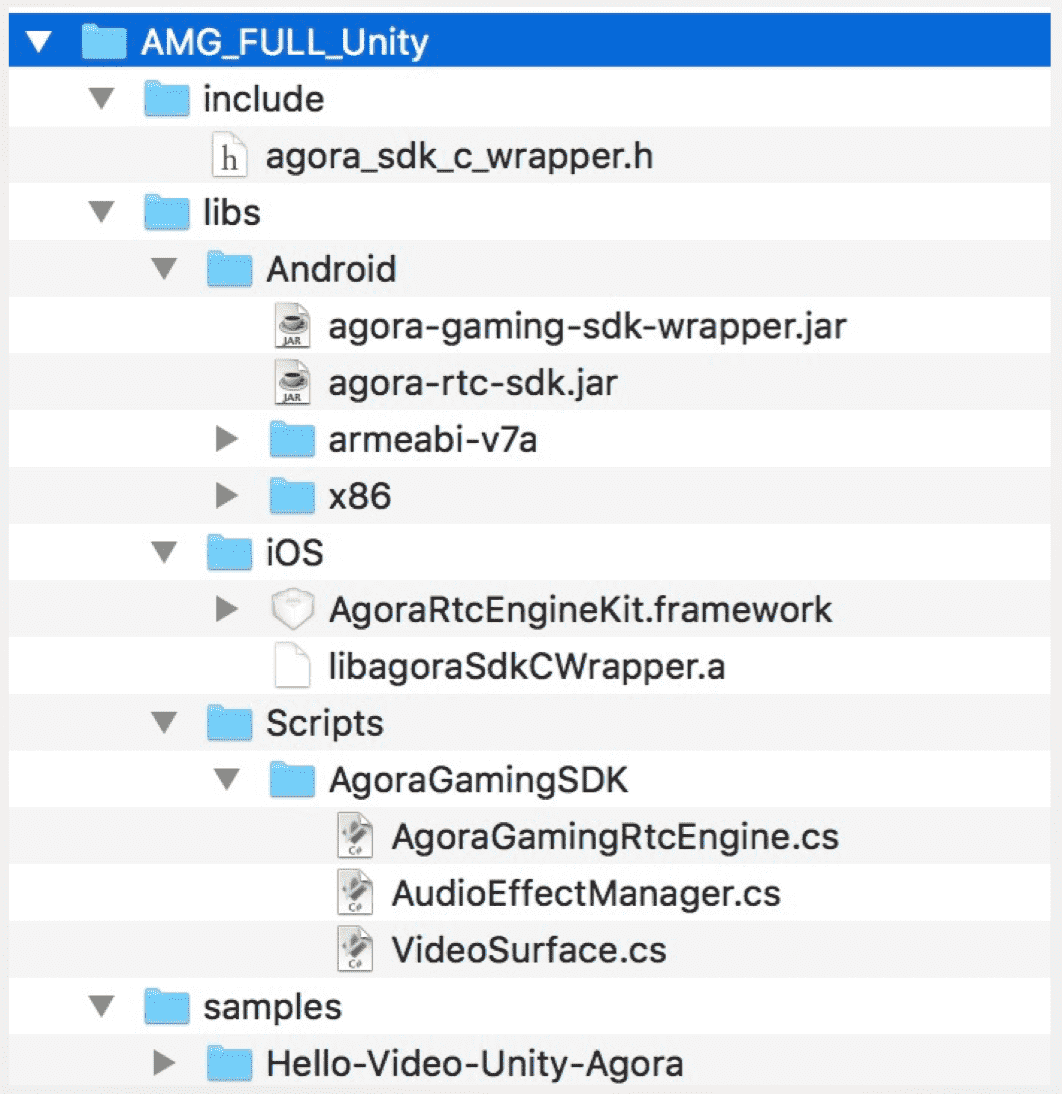 AMG_FULL_Unity
include
h agora_sdk_c_wrapper.h
libs
Android
JAR agora-gaming-sdk-wrapper.jar
JAR agora-rtc-sdk.jar
armeabi-v7a
x86
iOS
AgoraRtcEngineKit.framework
libagoraSdkCWrapper.a
Scripts
AgoraGamingSDK
C# AgoraGamingRtcEngine.cs
C# AudioEffectManager.cs
C# VideoSurface.cs
samples
Hello-Video-Unity-Agora